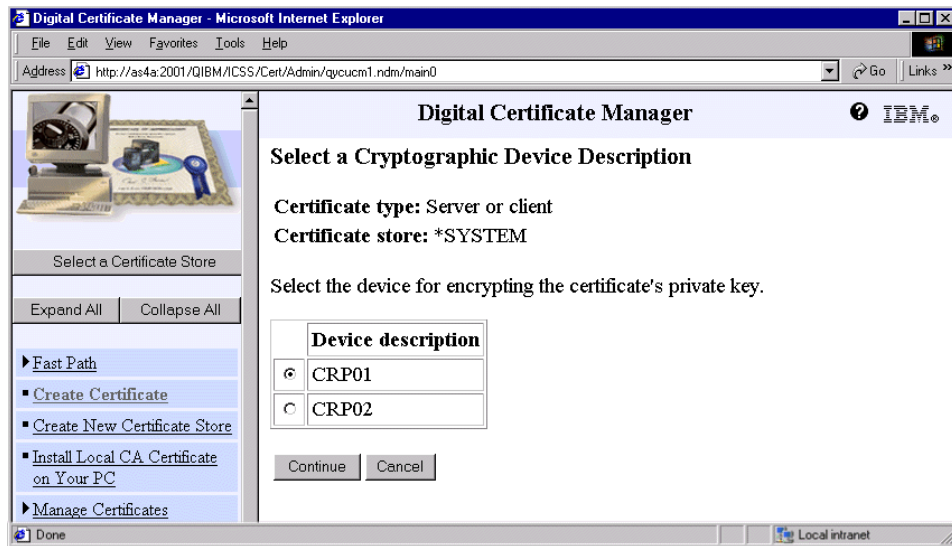 Digital Certificate Manager - Microsoft Internet Explorer
File Edit View Favorites Tools Help
Address http://as4a:2001/QIBM/ICSS/Cert/Admin/qycucm1.ndm/main0 Go Links »
Digital Certificate Manager
IBM®
Select a Certificate Store
Expand All Collapse All
Fast Path
Create Certificate
Create New Certificate Store
Install Local CA Certificate
on Your PC
Manage Certificates
Select a Cryptographic Device Description
Certificate type: Server or client
Certificate store: *SYSTEM
Select the device for encrypting the certificate's private key.
Device description
CRP01
CRP02
Continue Cancel
Done Local intranet